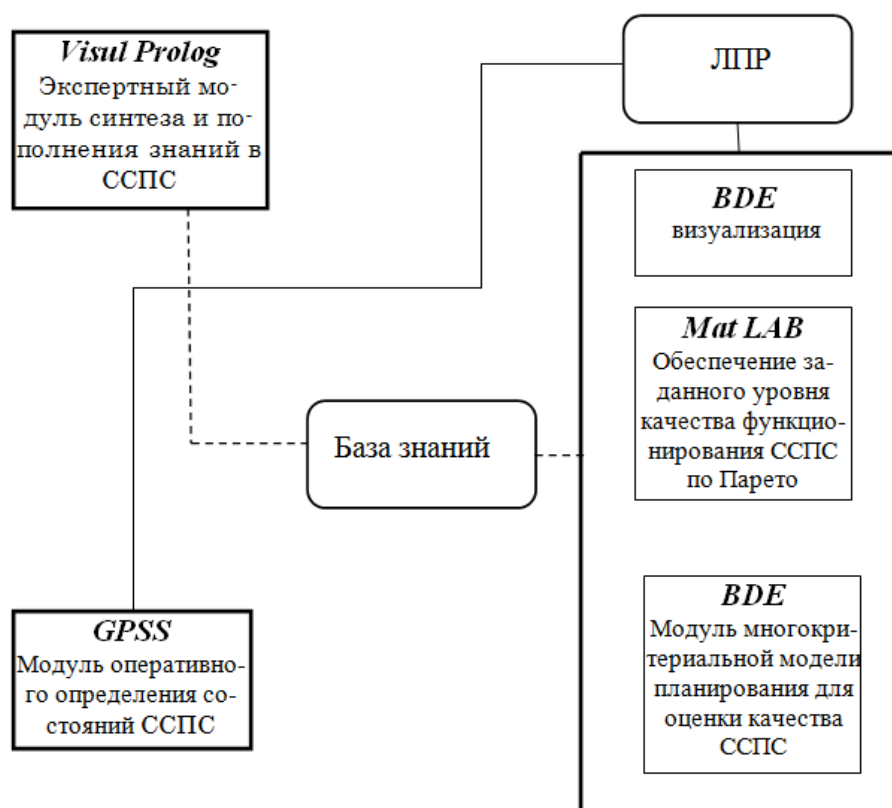 Visul Prolog
Экспертный мо-
дуль синтеза и по-
полнения знаний в
ССПС
ЛПР
BDE
визуализация
Mat LAB
Обеспечение за-
данного уровня
качества функцио-
нирования ССПС
по Парето
База знаний
GPSS
Модуль оперативно-
го определения со-
стояний ССПС
BDE
Модуль многокри-
териальной модели
планирования для
оценки качества
ССПС